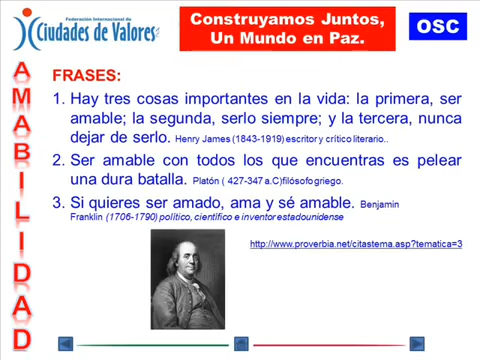 Federación Internacional de
Ciudades de Valores
Construyamos Juntos,
Un Mundo en Paz.
OSC
AMABILIDAD
FRASES:
1. Hay tres cosas importantes en la vida: la primera, ser
amable; la segunda, serlo siempre; y la tercera, nunca
dejar de serlo. Henry James (1843-1919) escritor y crítico literario..
2. Ser amable con todos los que encuentras es pelear
una dura batalla. Platón ( 427-347 a.C)filósofo griego.
3. Si quieres ser amado, ama y sé amable. Benjamin
Franklin (1706-1790) político, científico e inventor estadounidense
http://www.proverbia.net/citastema.asp?tematica=3